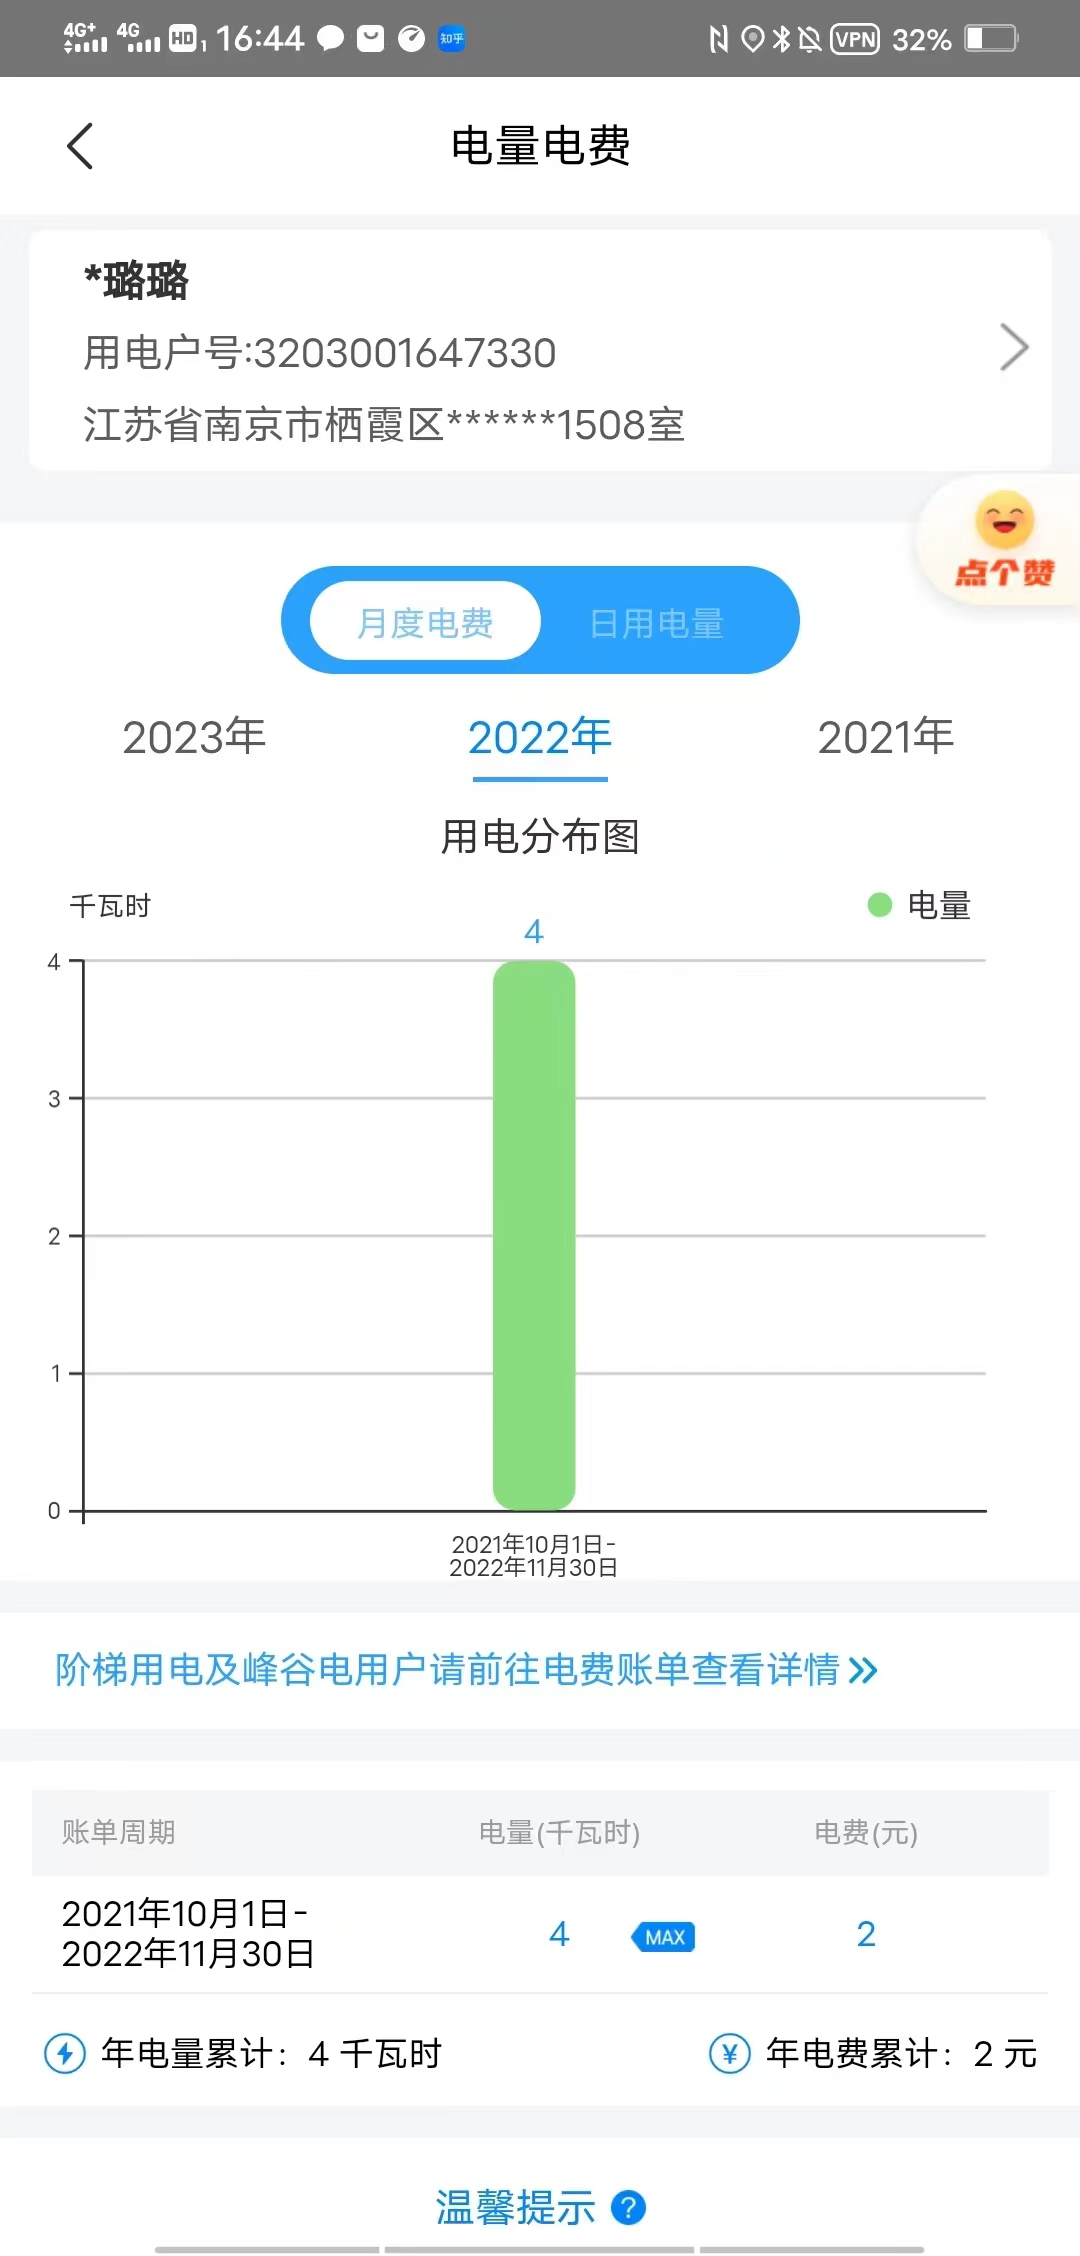 4G+ 4G HD 1 16:44 知乎 VPN 32%
电量电费
*璐璐
用电户号:3203001647330
江苏省南京市栖霞区******1508室
点个赞
月度电费 日用电量
2023年 2022年 2021年
用电分布图
千瓦时 电量
4
4
3
2
1
0
2021年10月1日-
2022年11月30日
阶梯用电及峰谷电用户请前往电费账单查看详情
账单周期 电量(千瓦时) 电费(元)
2021年10月1日-
2022年11月30日
4 MAX 2
年电量累计：4 千瓦时 ¥ 年电费累计：2 元
温馨提示 ?